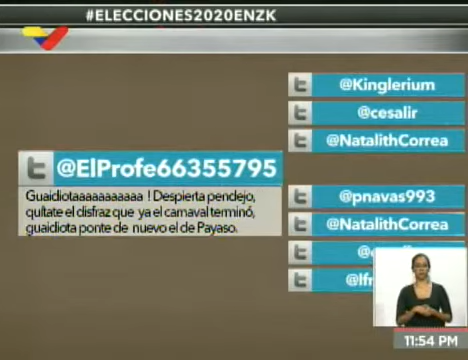 #ELECCIONES2020ENZK
@Kinglerium
@cesalir
@NatalithCorrea
@ElProfe66355795
Guaidiotaaaaaaaaaaa ! Despierta pendejo,
quítate el disfraz que ya el carnaval terminó,
guaidiota ponte de nuevo el de Payaso.
@pnavas993
@NatalithCorrea
11:54 PM